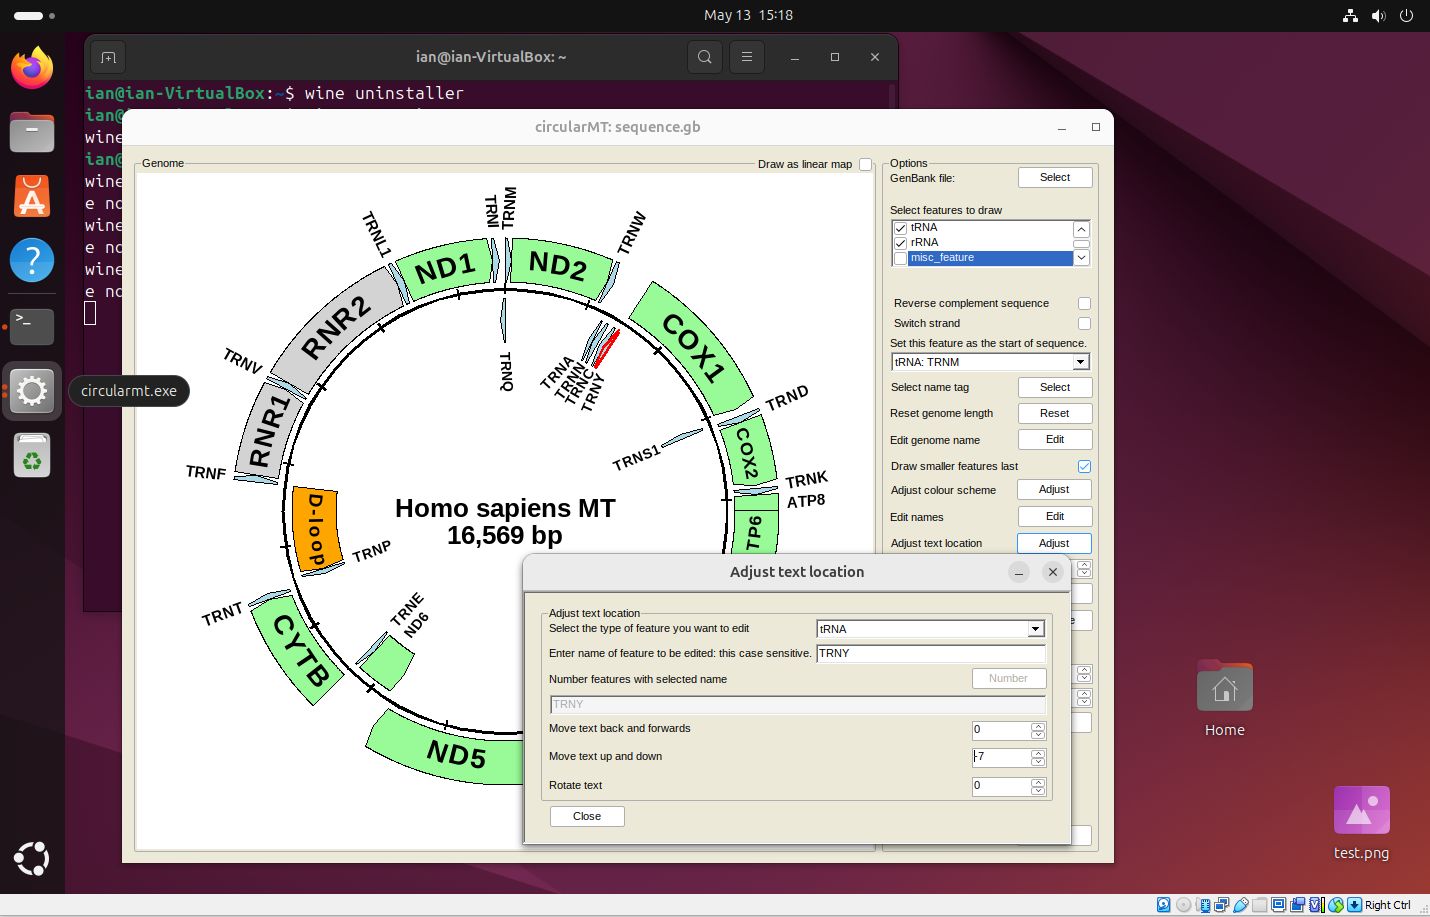 May 13 15:18
ian@ian-VirtualBox: ~
ian@ian-VirtualBox:~$ wine uninstaller
ian@
wine
ian@
wine
e nd
wine
e nd
wine
e nd
circularMT: sequence.gb
Genome
Draw as linear map
TRNL1
TRNI
TRNM
TRNW
ND1
ND2
RNR2
COX1
TRNV
TRNQ
TRNA
TRNN
TRNC
TRNY
TRND
RNR1
COX2
TRNS1
TRNF
TRNK
ATP8
D-loop
Homo sapiens MT
16,569 bp
TP6
TRNP
TRNT
TRNE
ND6
CYTB
ND5
Options
GenBank file:
Select
Select features to draw
tRNA
rRNA
misc_feature
Reverse complement sequence
Switch strand
Set this feature as the start of sequence.
tRNA: TRNM
Select name tag
Select
Reset genome length
Reset
Edit genome name
Edit
Draw smaller features last
Adjust colour scheme
Adjust
Edit names
Edit
Adjust text location
Adjust
e
Adjust text location
Adjust text location
Select the type of feature you want to edit
tRNA
Enter name of feature to be edited: this case sensitive.
TRNY
Number features with selected name
Number
TRNY
Move text back and forwards
0
Move text up and down
-7
Rotate text
0
Close
circularmt.exe
>_
?
Home
test.png
Right Ctrl